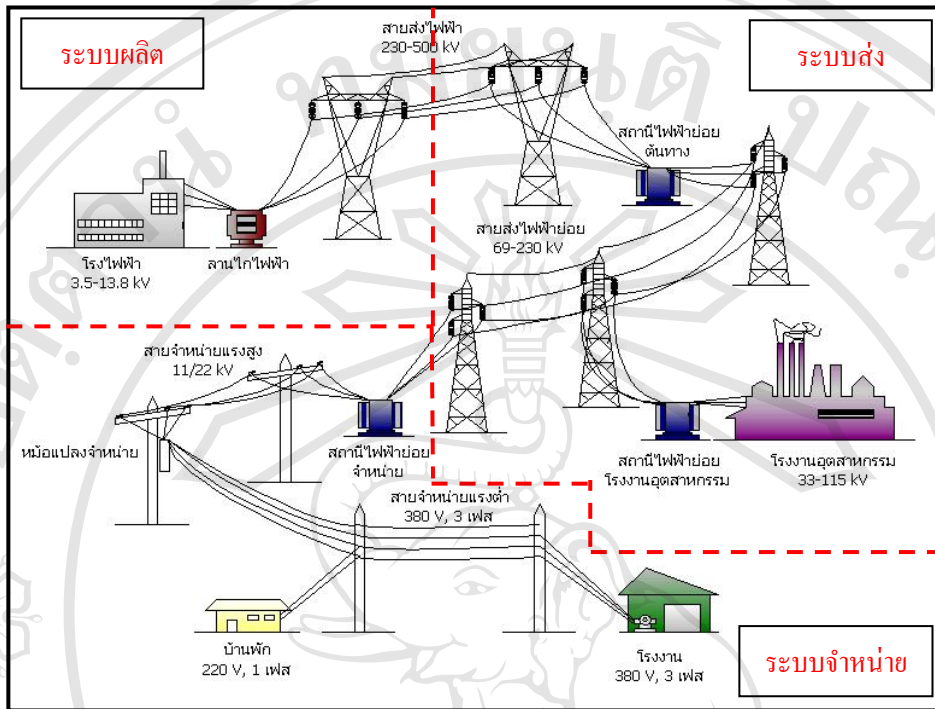 ระบบผลิต
สายส่งไฟฟ้า
230-500 kV
ระบบส่ง
สถานีไฟฟ้าย่อย
ต้นทาง
โรงไฟฟ้า
3.5-13.8 kV
ลานไกไฟฟ้า
สายส่งไฟฟ้าย่อย
69-230 kV
สายจำหน่ายแรงสูง
11/22 kV
หม้อแปลงจำหน่าย
สถานีไฟฟ้าย่อย
จำหน่าย
สถานีไฟฟ้าย่อย
โรงงานอุตสาหกรรม
โรงงานอุตสาหกรรม
33-115 kV
สายจำหน่ายแรงต่ำ
380 V, 3 เฟส
บ้านพัก
220 V, 1 เฟส
โรงงาน
380 V, 3 เฟส
ระบบจำหน่าย